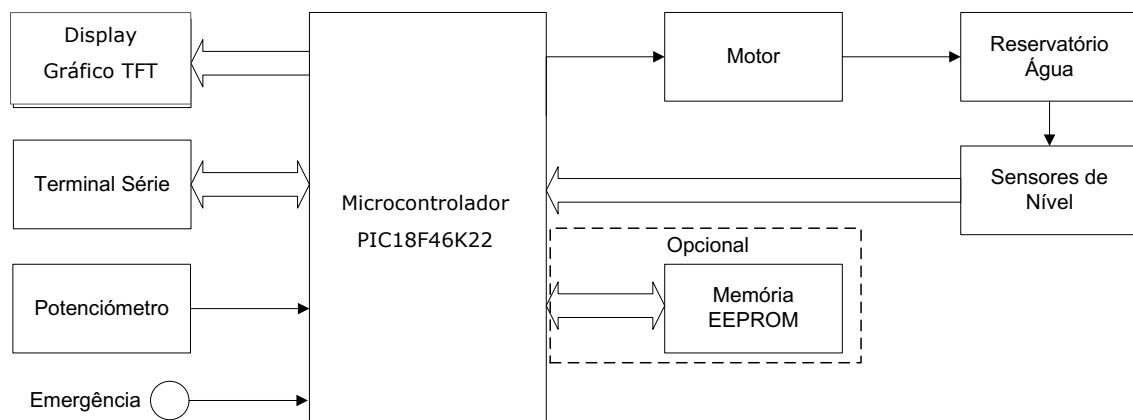 Display
Gráfico TFT
Motor
Reservatório
Água
Terminal Série
Sensores de
Nível
Microcontrolador
PIC18F46K22
Opcional
Potenciómetro
Memória
EEPROM
Emergência